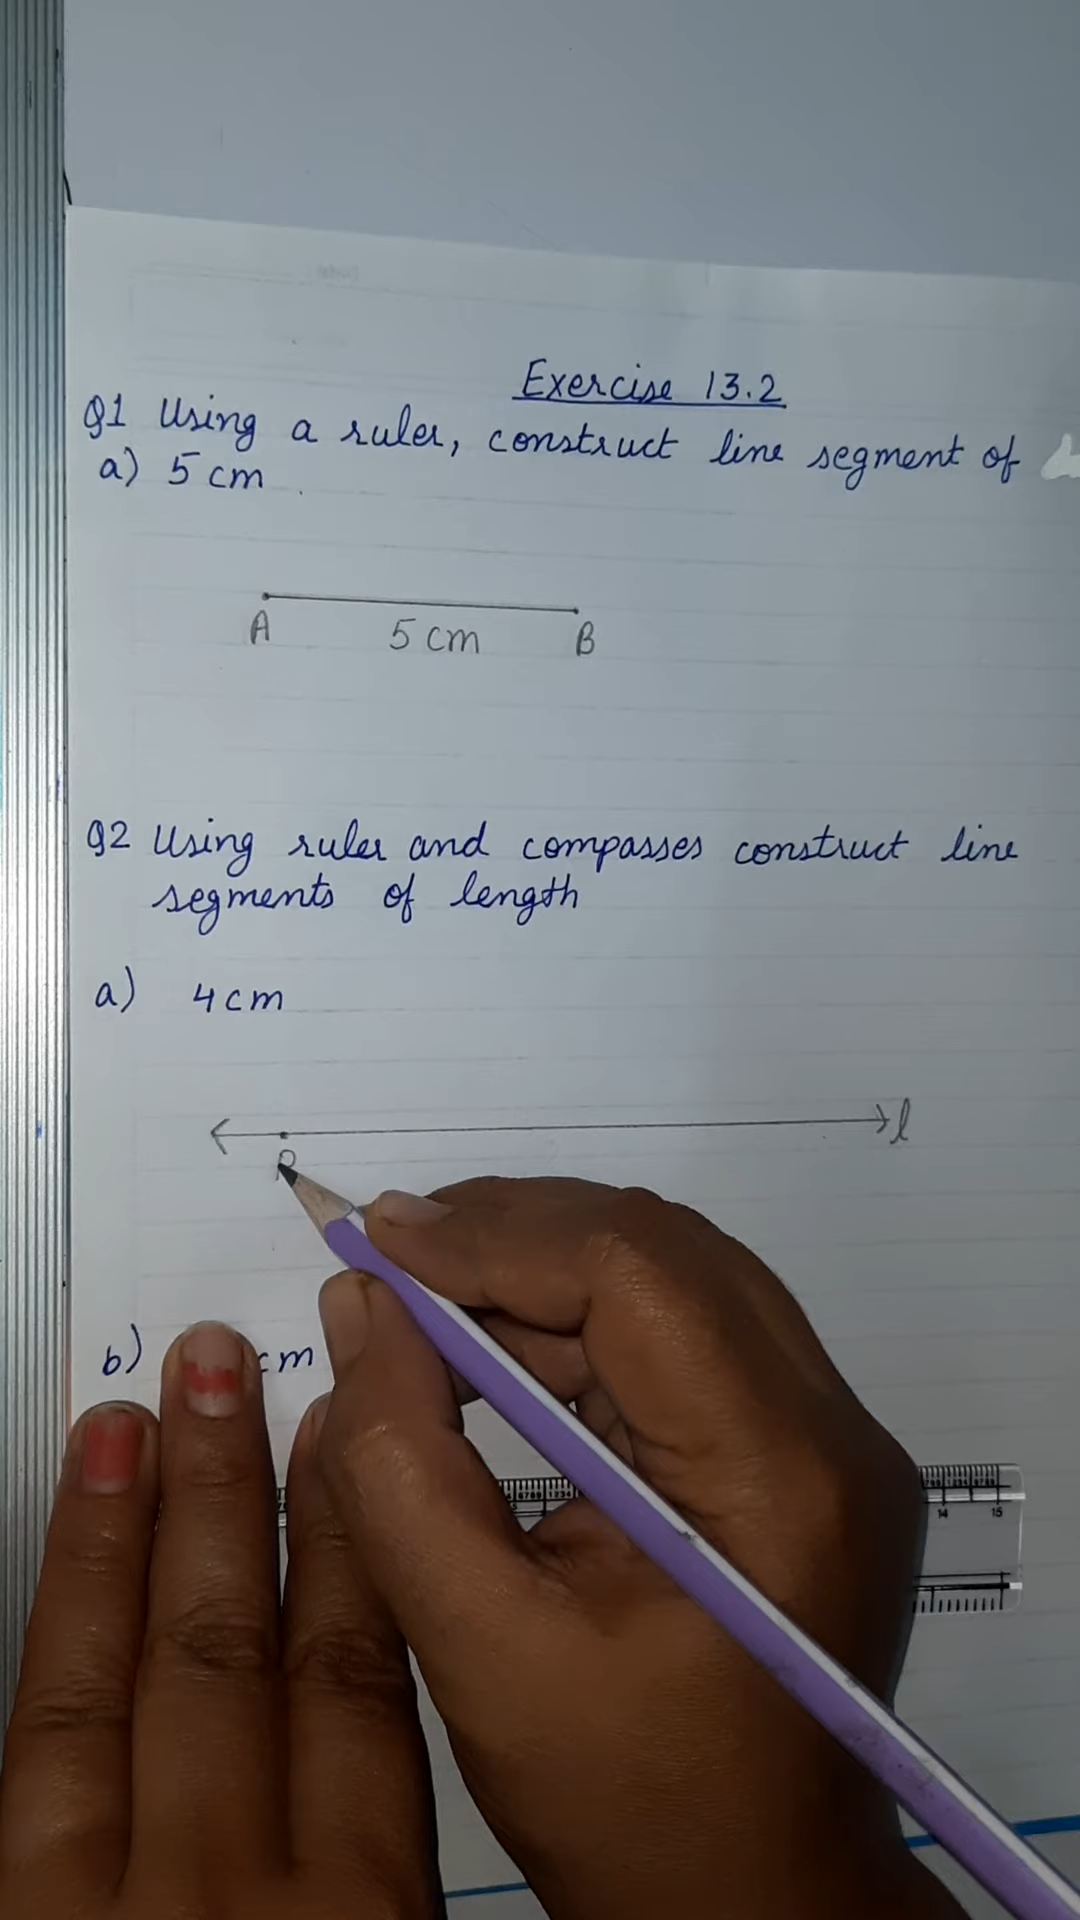 Exercise 13.2
Q1 Using a ruler, construct line segment of
a) 5 cm
A 5 cm B
Q2 Using ruler and compasses construct line
segments of length
a) 4 cm
l
P
b) cm
14 15